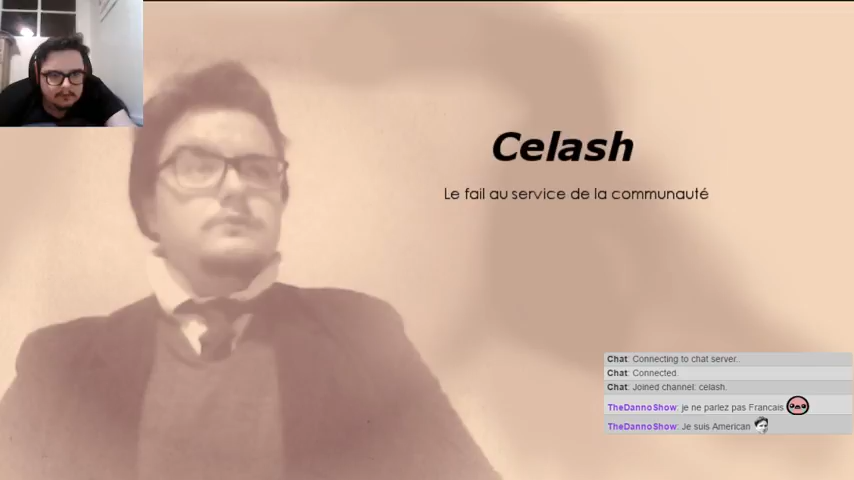 Celash
Le fail au service de la communauté
Chat: Connecting to chat server..
Chat: Connected.
Chat: Joined channel: celash.
TheDannoShow: je ne parlez pas Francais
TheDannoShow: Je suis American